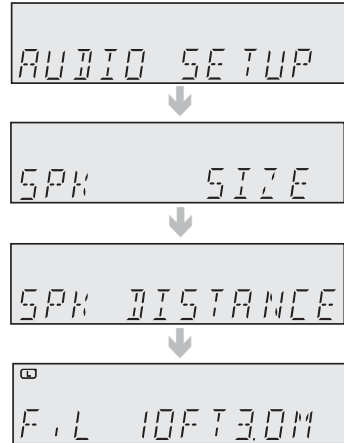 AUDIO SETUP
SPK SIZE
SPK DISTANCE
L
F.L 10FT3.0M